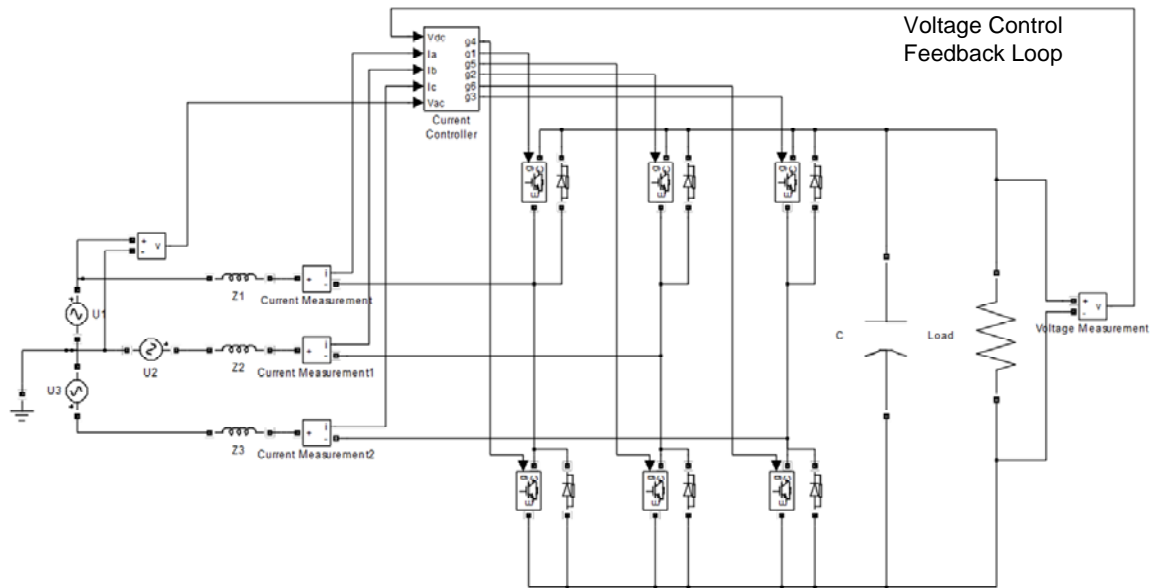 Voltage Control
Feedback Loop
Vdc
Ia
Ib
Ic
Vac
g4
g1
g5
g2
g6
g3
Current
Controller
g
C
E
g
C
E
g
C
E
+
-
v
Z1
+
i
-
Current Measurement
U1
U2
Z2
+
i
-
Current Measurement1
U3
Z3
+
i
-
Current Measurement2
C
Load
+
-
v
Voltage Measurement
g
C
E
g
C
E
g
C
E